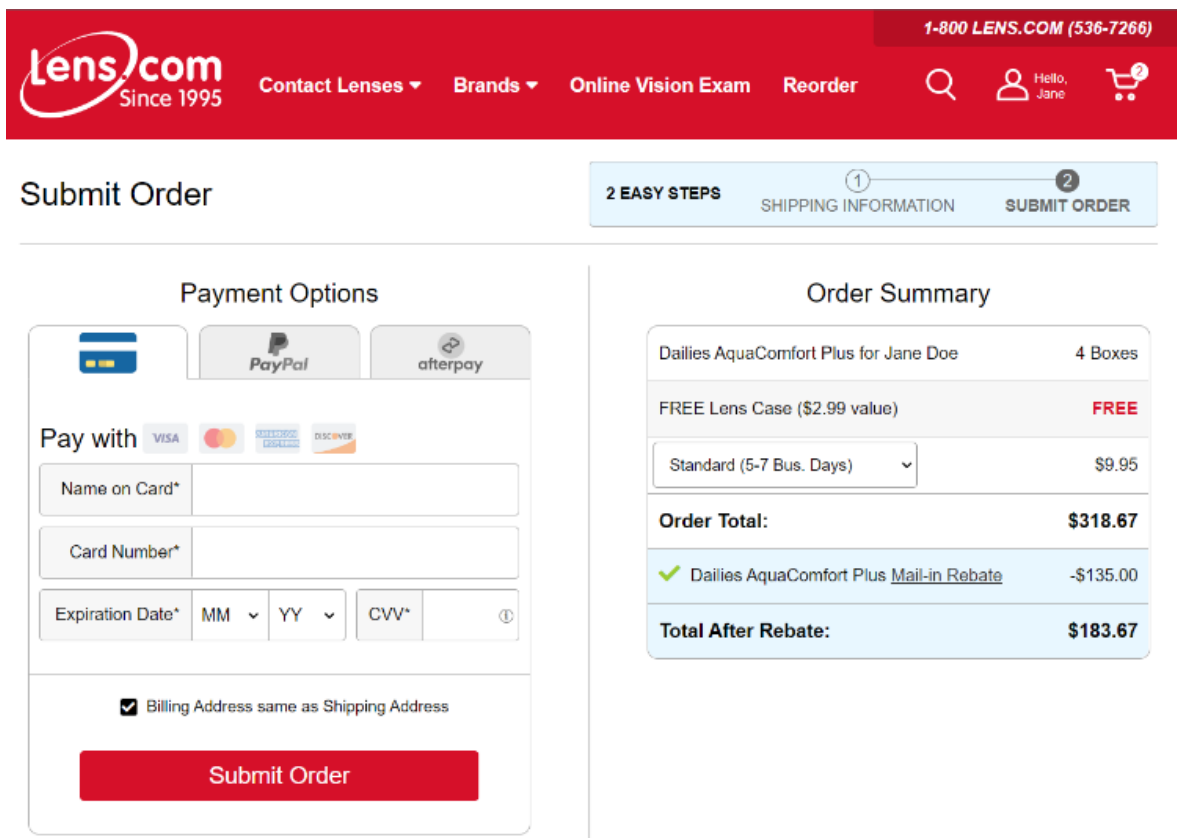 1-800 LENS.COM (536-7266)
Lens.com
Since 1995
Contact Lenses
Brands
Online Vision Exam
Reorder
Hello,
Jane
2
Submit Order
2 EASY STEPS
1
SHIPPING INFORMATION
2
SUBMIT ORDER
Payment Options
PayPal
afterpay
Pay with VISA AMERICAN EXPRESS DISCOVER
Name on Card*
Card Number*
Expiration Date* MM YY CVV*
Billing Address same as Shipping Address
Submit Order
Order Summary
Dailies AquaComfort Plus for Jane Doe 4 Boxes
FREE Lens Case ($2.99 value) FREE
Standard (5-7 Bus. Days) $9.95
Order Total: $318.67
Dailies AquaComfort Plus Mail-in Rebate -$135.00
Total After Rebate: $183.67